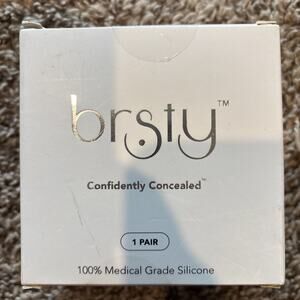 brsty™
Confidently Concealed™
1 PAIR
100% Medical Grade Silicone